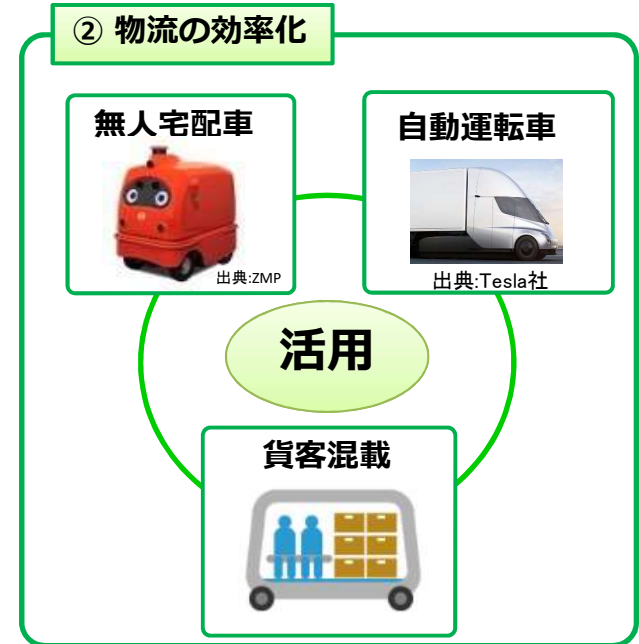 ② 物流の効率化
無人宅配車
出典:ZMP
自動運転車
出典:Tesla社
活用
貨客混載